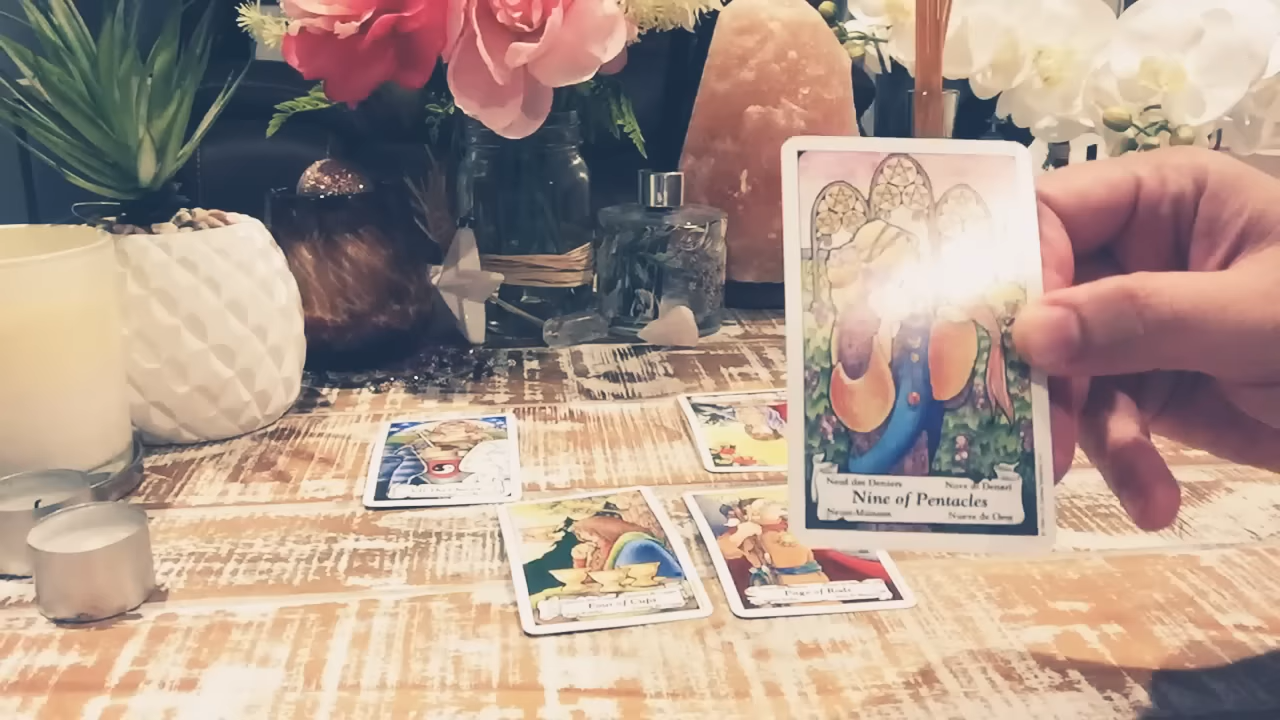 Neuf das Deniers Nove di Denari
Nine of Pentacles
Neun-Münzen Nueve de Oros
Four of Cups
Page of Rods